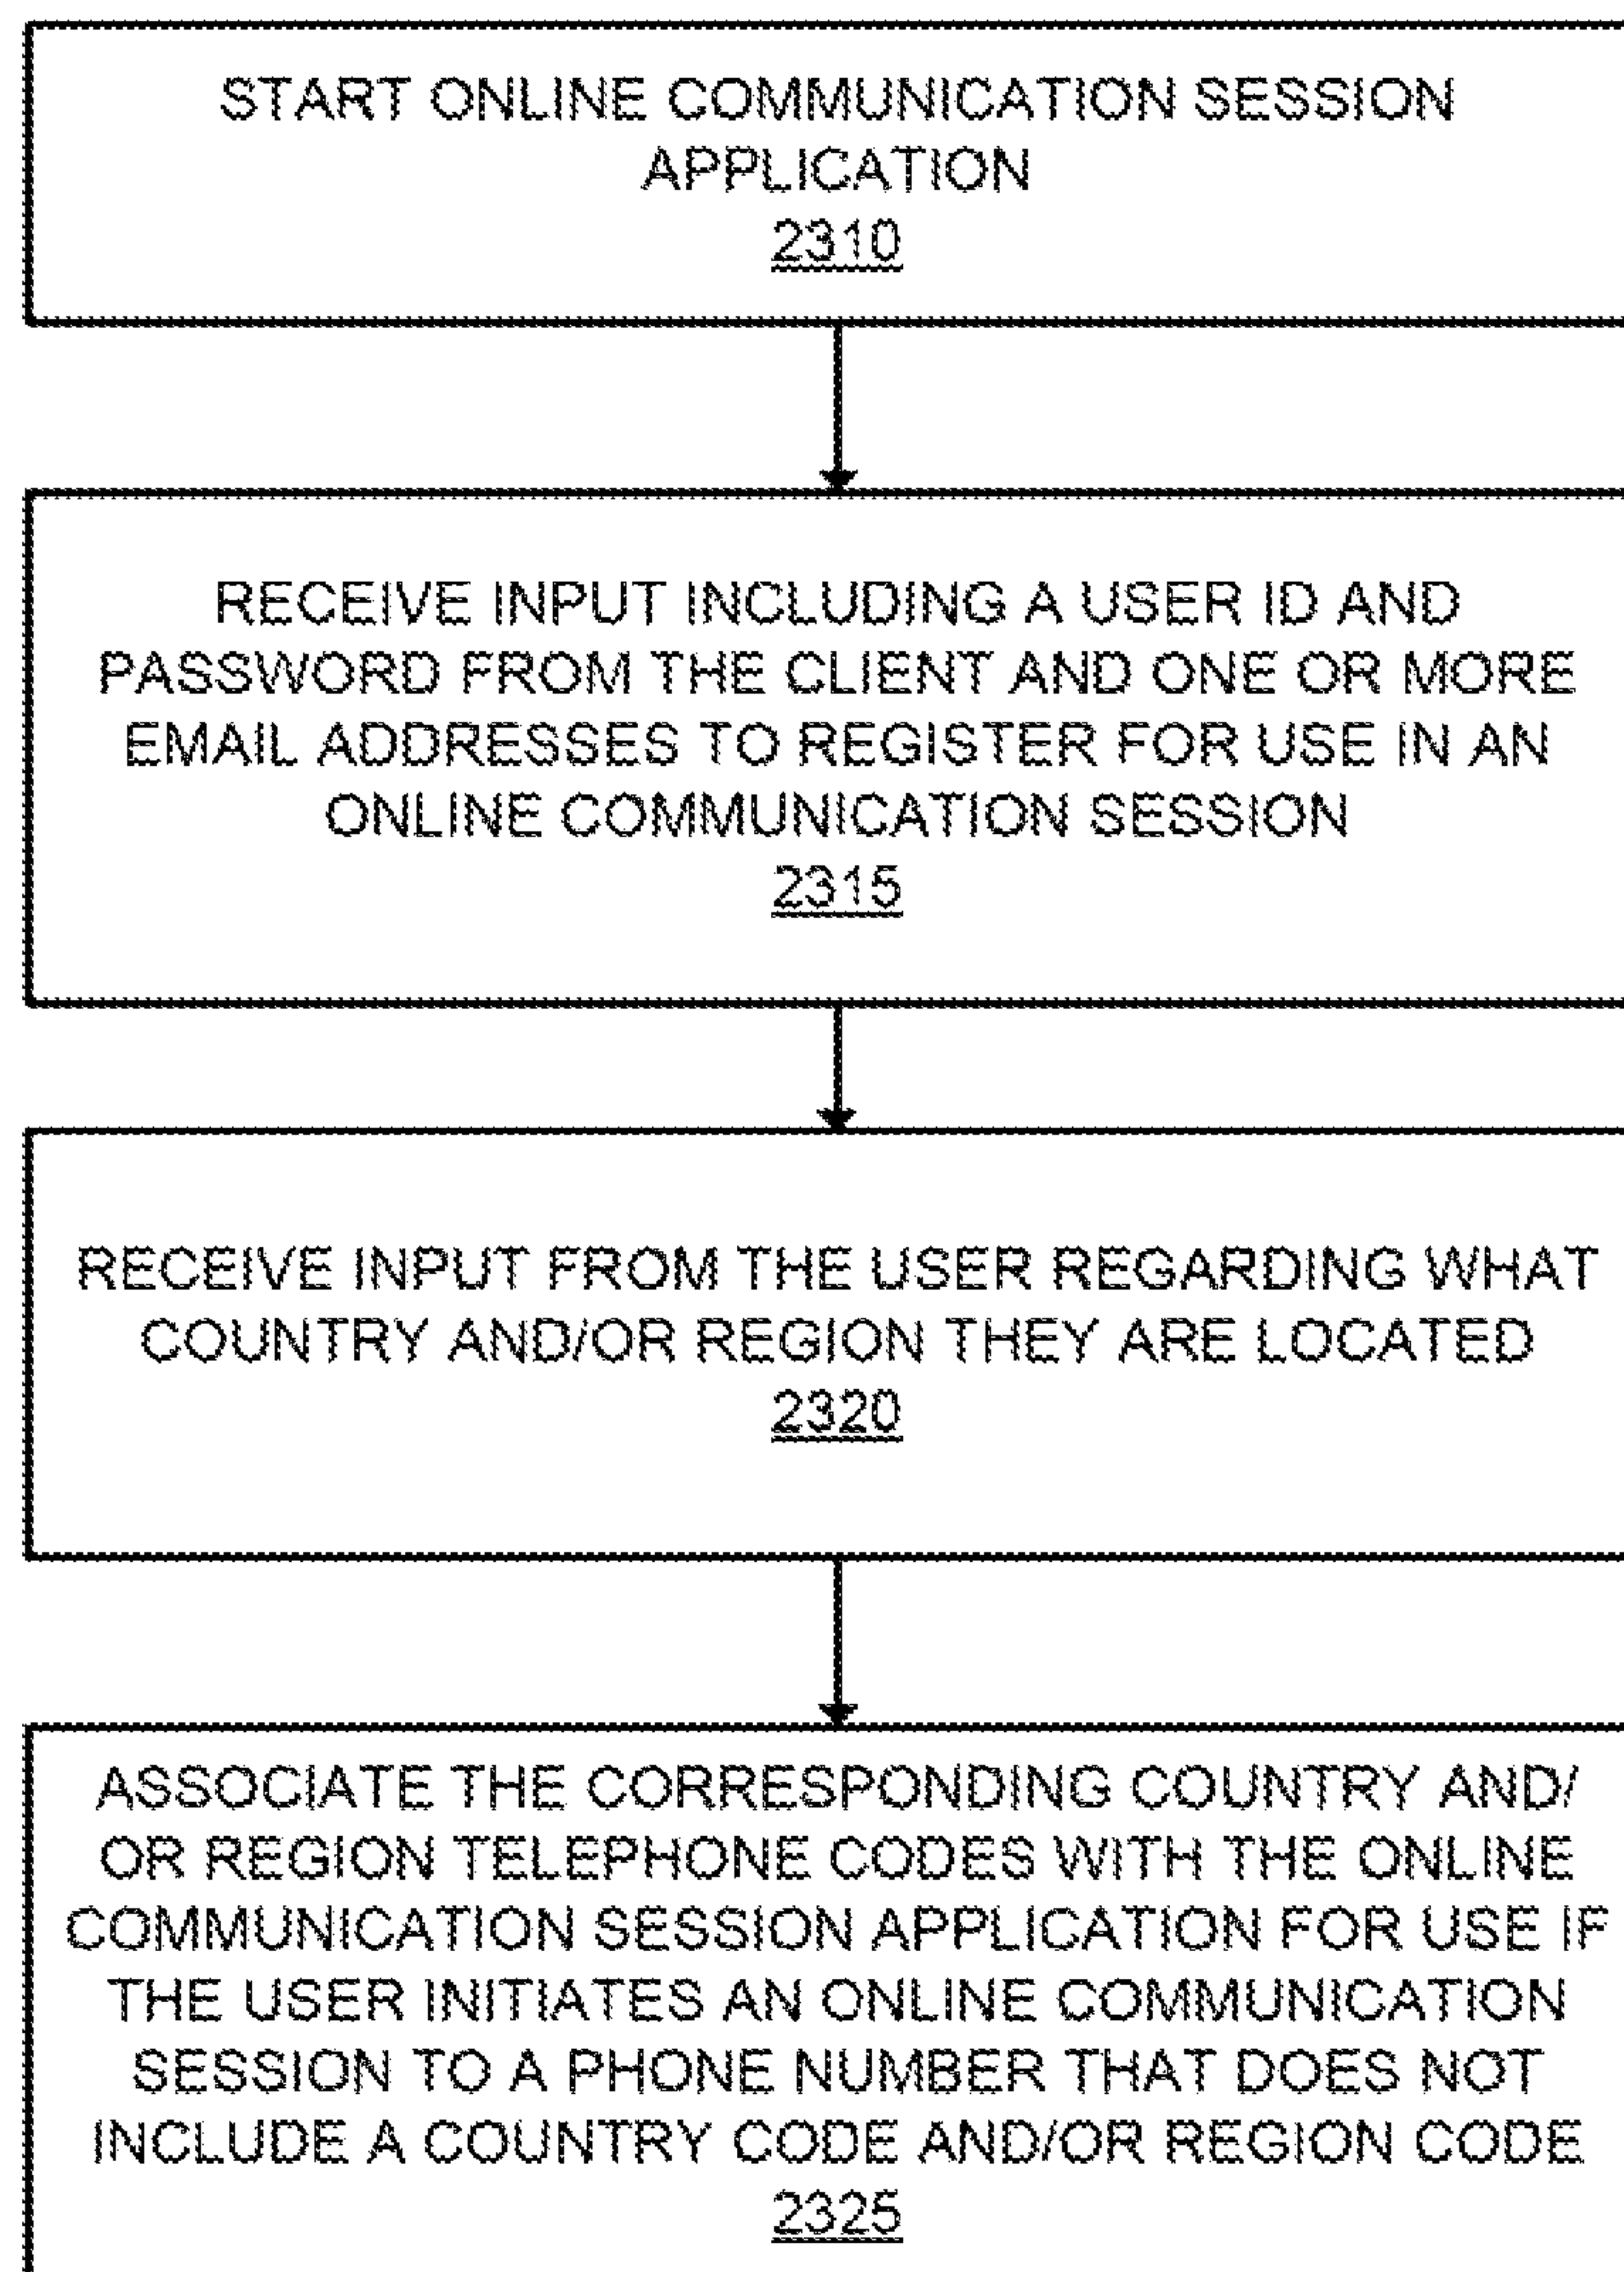 START ONLINE COMMUNICATION SESSION
APPLICATION
2310
RECEIVE INPUT INCLUDING A USER ID AND
PASSWORD FROM THE CLIENT AND ONE OR MORE
EMAIL ADDRESSES TO REGISTER FOR USE IN AN
ONLINE COMMUNICATION SESSION
2315
RECEIVE INPUT FROM THE USER REGARDING WHAT
COUNTRY AND/OR REGION THEY ARE LOCATED
2320
ASSOCIATE THE CORRESPONDING COUNTRY AND/
OR REGION TELEPHONE CODES WITH THE ONLINE
COMMUNICATION SESSION APPLICATION FOR USE IF
THE USER INITIATES AN ONLINE COMMUNICATION
SESSION TO A PHONE NUMBER THAT DOES NOT
INCLUDE A COUNTRY CODE AND/OR REGION CODE
2325